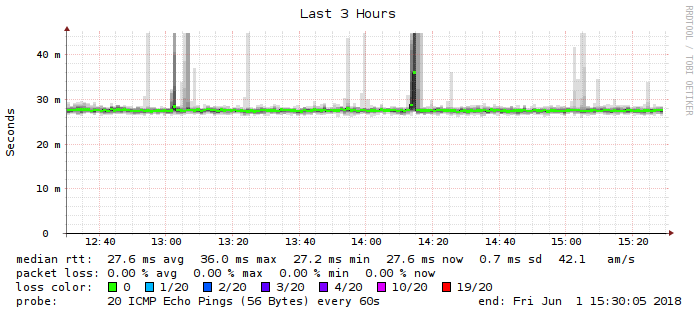 Last 3 Hours
RRDTOOL / TOBI OETIKER
Seconds
40 m
30 m
20 m
10 m
0
12:40 13:00 13:20 13:40 14:00 14:20 14:40 15:00 15:20
median rtt: 27.6 ms avg 36.0 ms max 27.2 ms min 27.6 ms now 0.7 ms sd 42.1 am/s
packet loss: 0.00 % avg 0.00 % max 0.00 % min 0.00 % now
loss color: 0 1/20 2/20 3/20 4/20 10/20 19/20
probe: 20 ICMP Echo Pings (56 Bytes) every 60s end: Fri Jun 1 15:30:05 2018